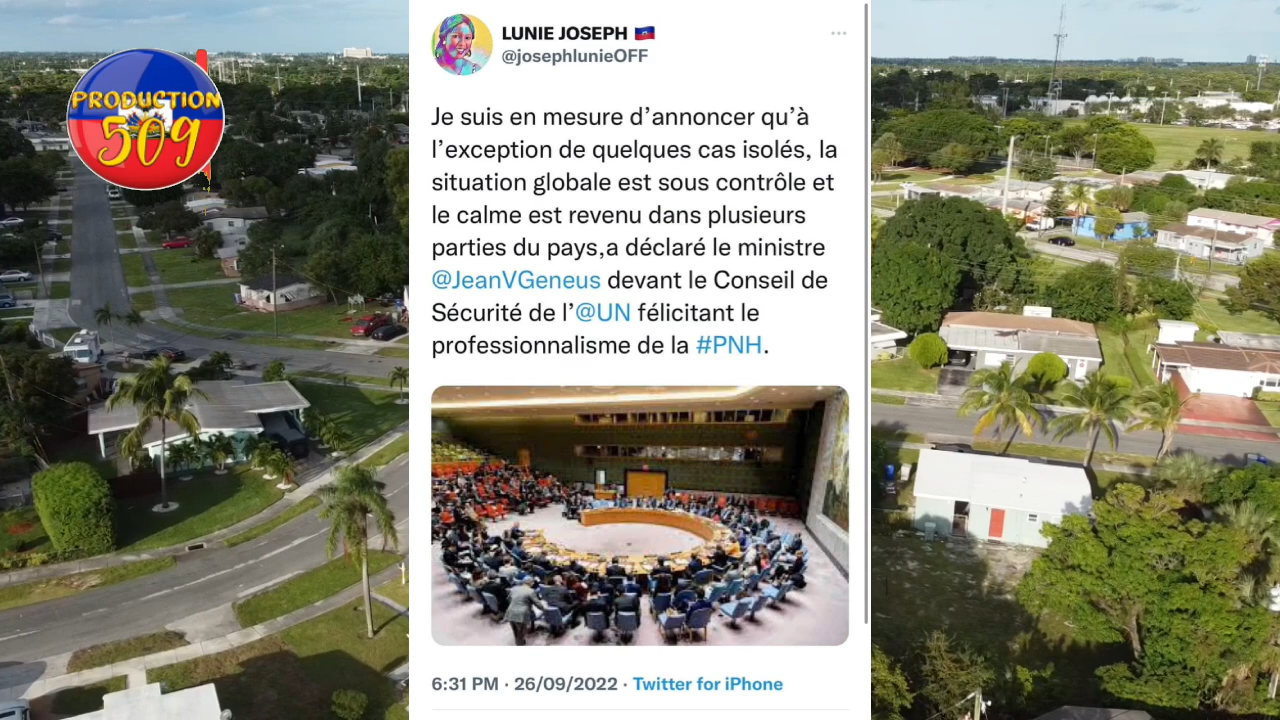 PRODUCTION
509
LUNIE JOSEPH 🇭🇹
@josephlunieOFF
Je suis en mesure d’annoncer qu’à
l’exception de quelques cas isolés, la
situation globale est sous contrôle et
le calme est revenu dans plusieurs
parties du pays,a déclaré le ministre
@JeanVGeneus devant le Conseil de
Sécurité de l’@UN félicitant le
professionnalisme de la #PNH.
6:31 PM · 26/09/2022 · Twitter for iPhone